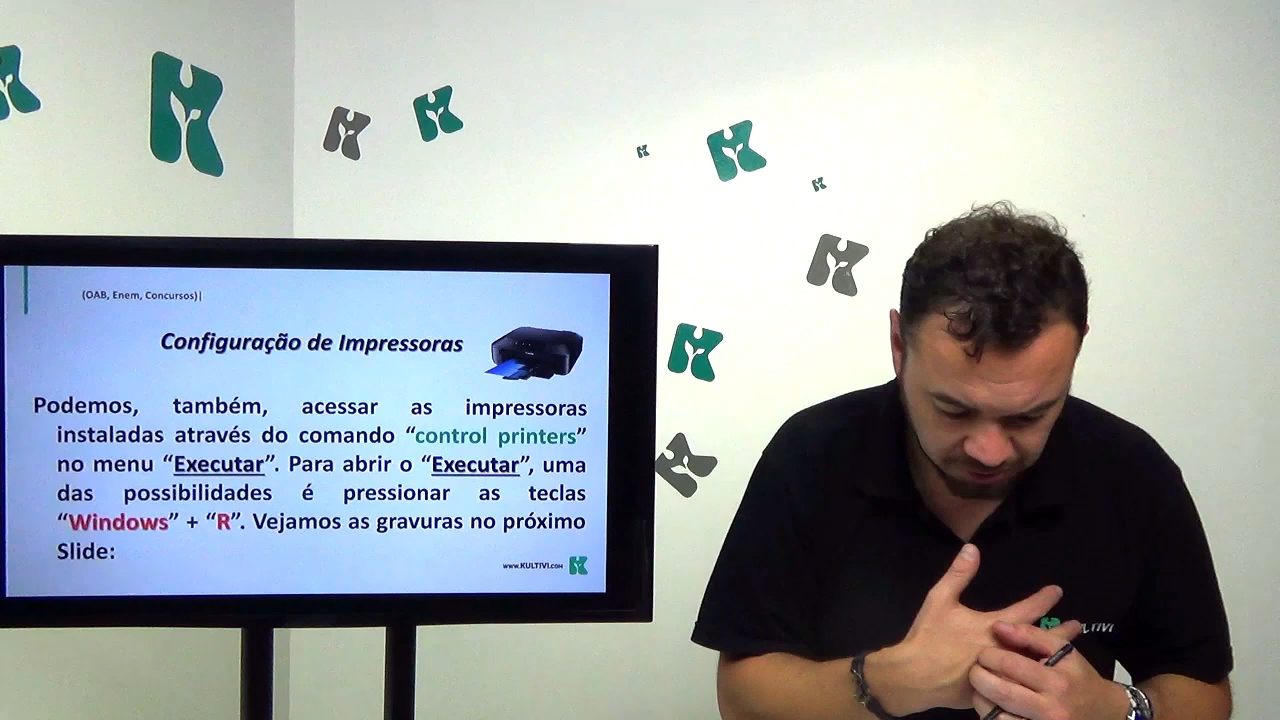 (OAB, Enem, Concursos)|
Configuração de Impressoras
Podemos, também, acessar as impressoras
instaladas através do comando “control printers”
no menu “Executar”. Para abrir o “Executar”, uma
das possibilidades é pressionar as teclas
“Windows” + “R”. Vejamos as gravuras no próximo
Slide:
www.KULTIVI.COM